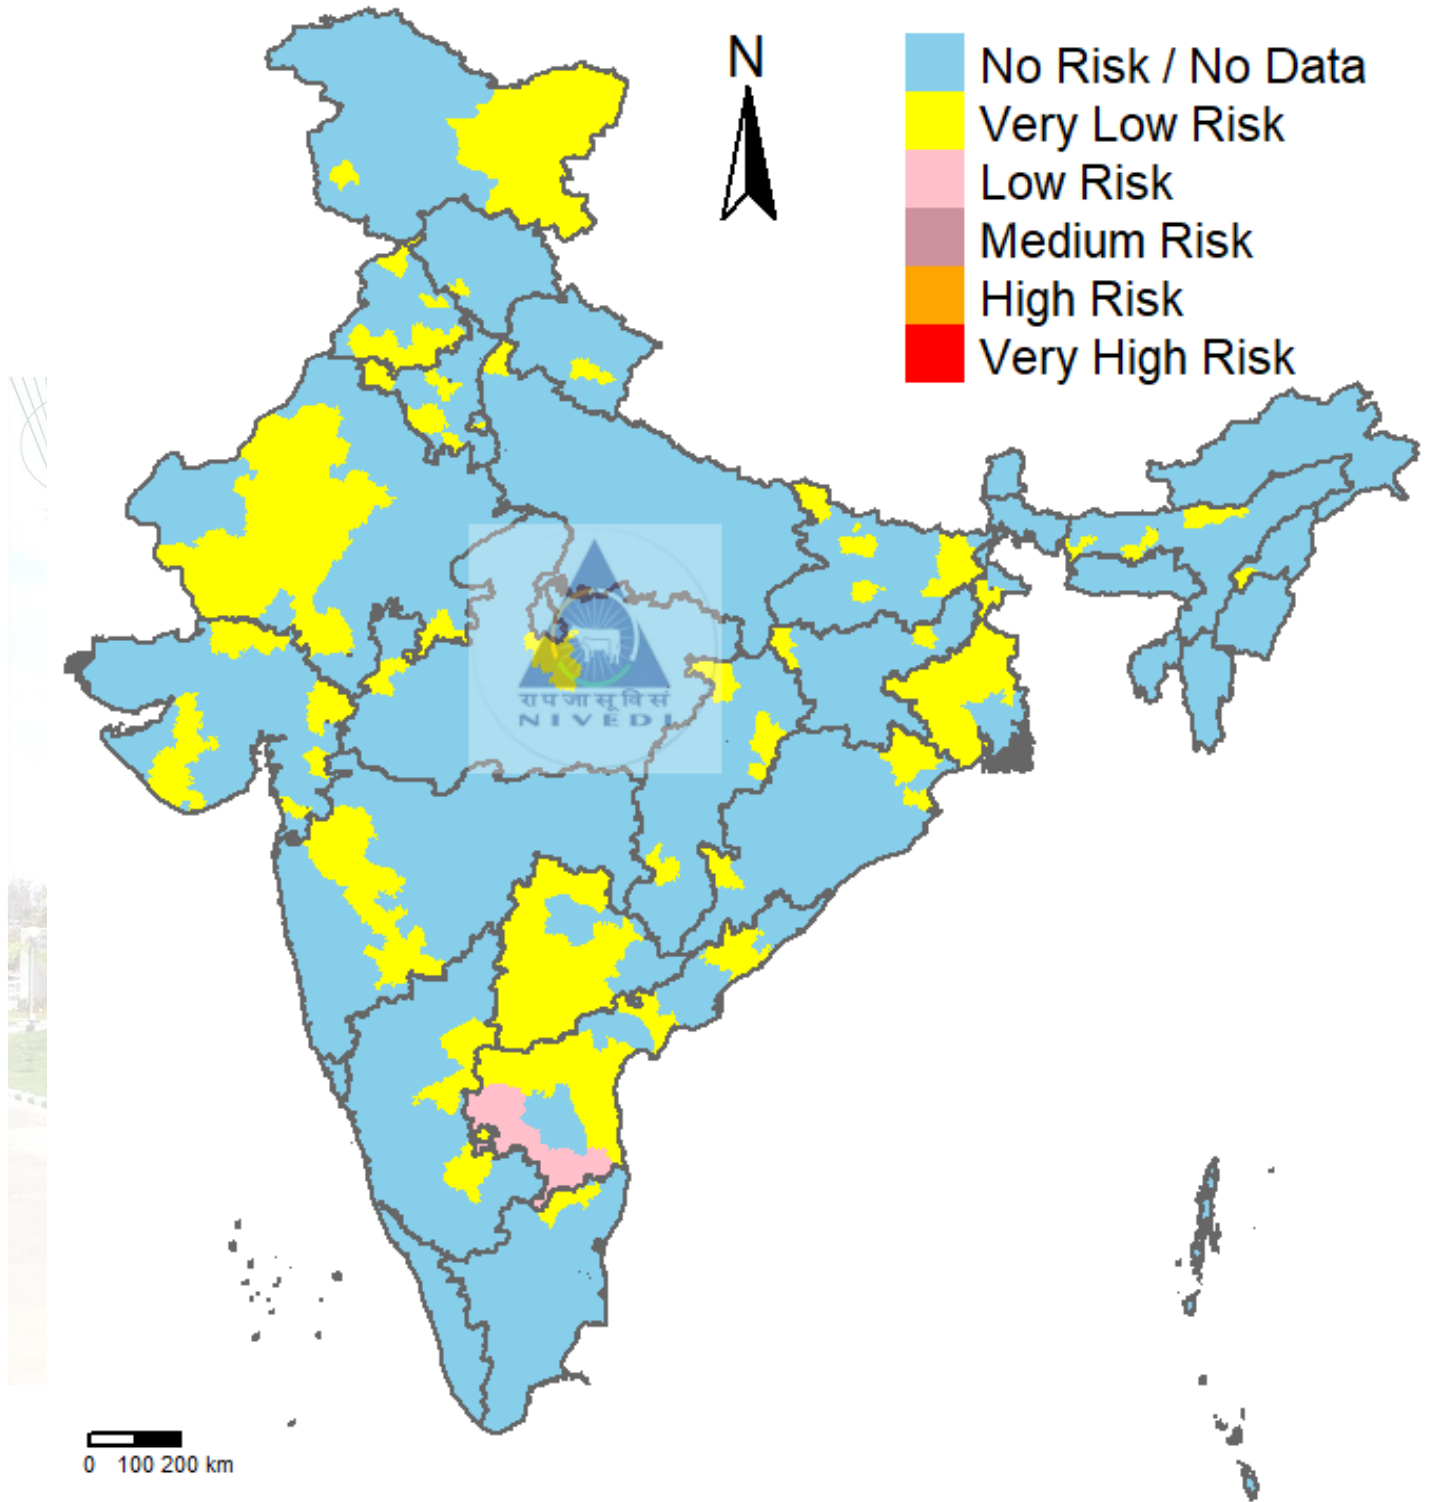 N
No Risk / No Data
Very Low Risk
Low Risk
Medium Risk
High Risk
Very High Risk
रा प जा सू वि सं
NIVEDI
0 100 200 km